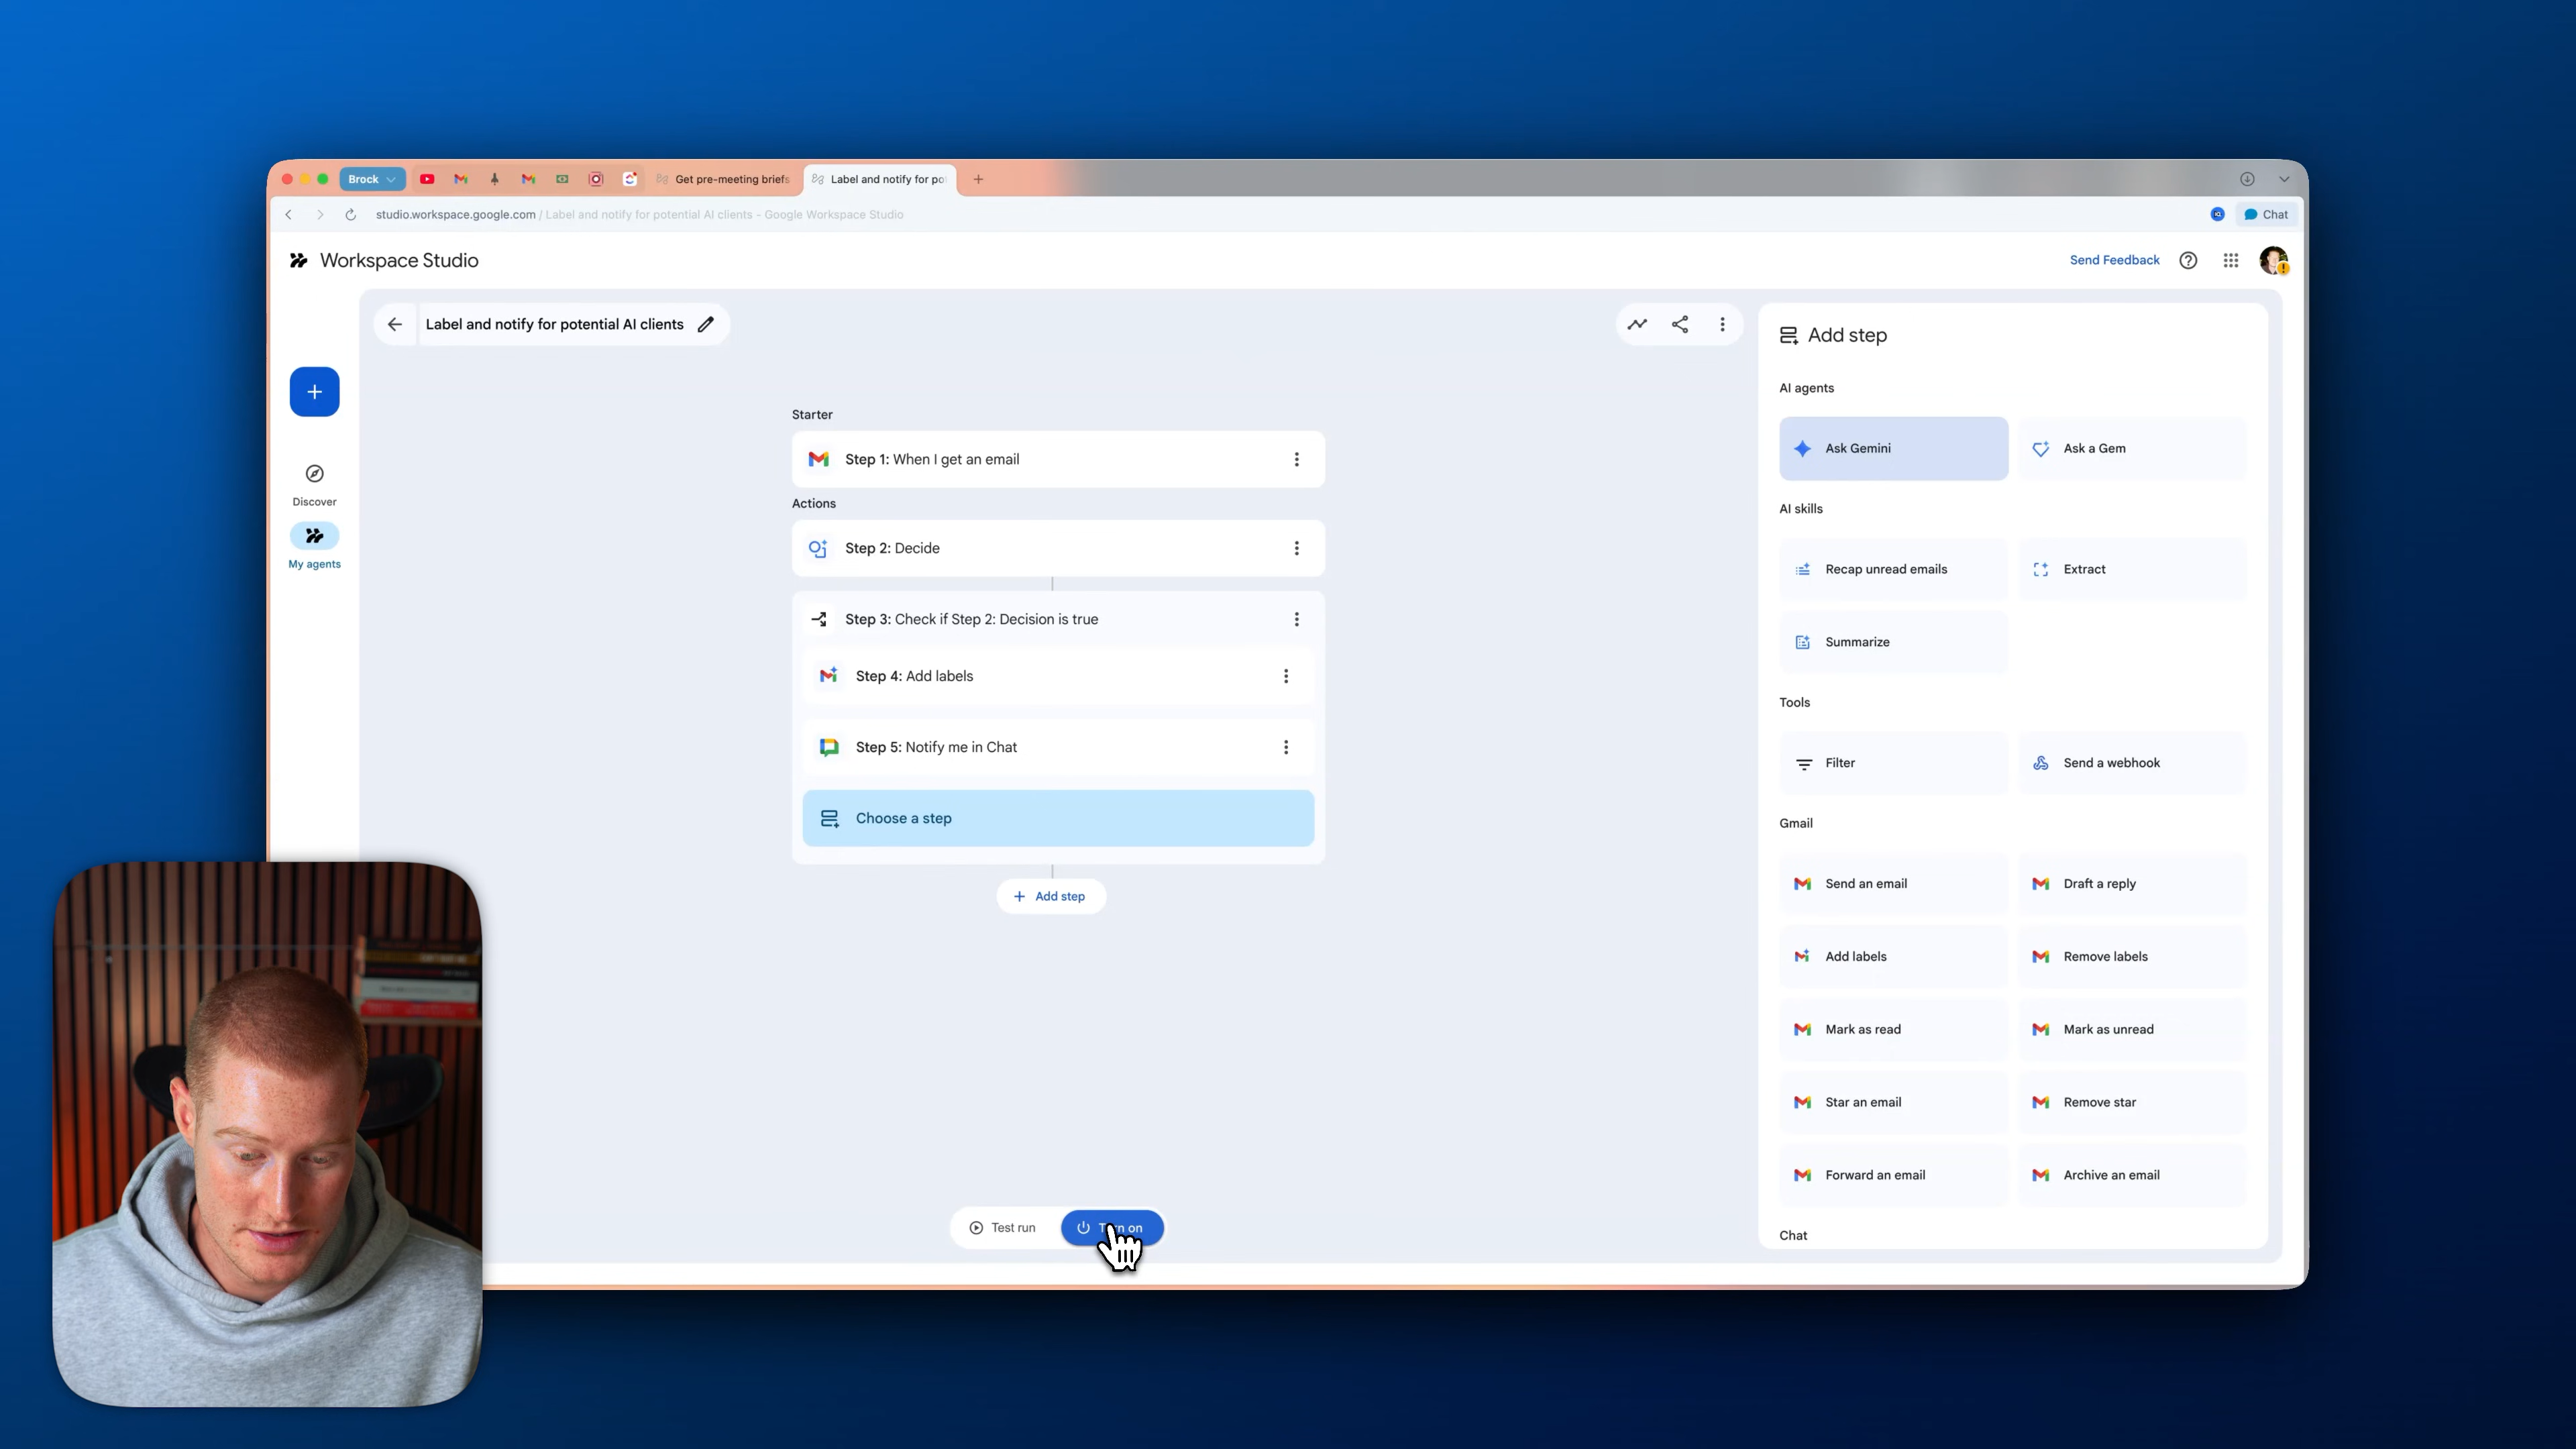 Brock
Get pre-meeting briefs
Label and notify for po
studio.workspace.google.com / Label and notify for potential AI clients - Google Workspace Studio
Chat
Workspace Studio
Send Feedback
Label and notify for potential AI clients
Discover
My agents
Starter
Step 1: When I get an email
Actions
Step 2: Decide
Step 3: Check if Step 2: Decision is true
Step 4: Add labels
Step 5: Notify me in Chat
Choose a step
+ Add step
Test run
Turn on
Add step
AI agents
Ask Gemini
Ask a Gem
AI skills
Recap unread emails
Extract
Summarize
Tools
Filter
Send a webhook
Gmail
Send an email
Draft a reply
Add labels
Remove labels
Mark as read
Mark as unread
Star an email
Remove star
Forward an email
Archive an email
Chat